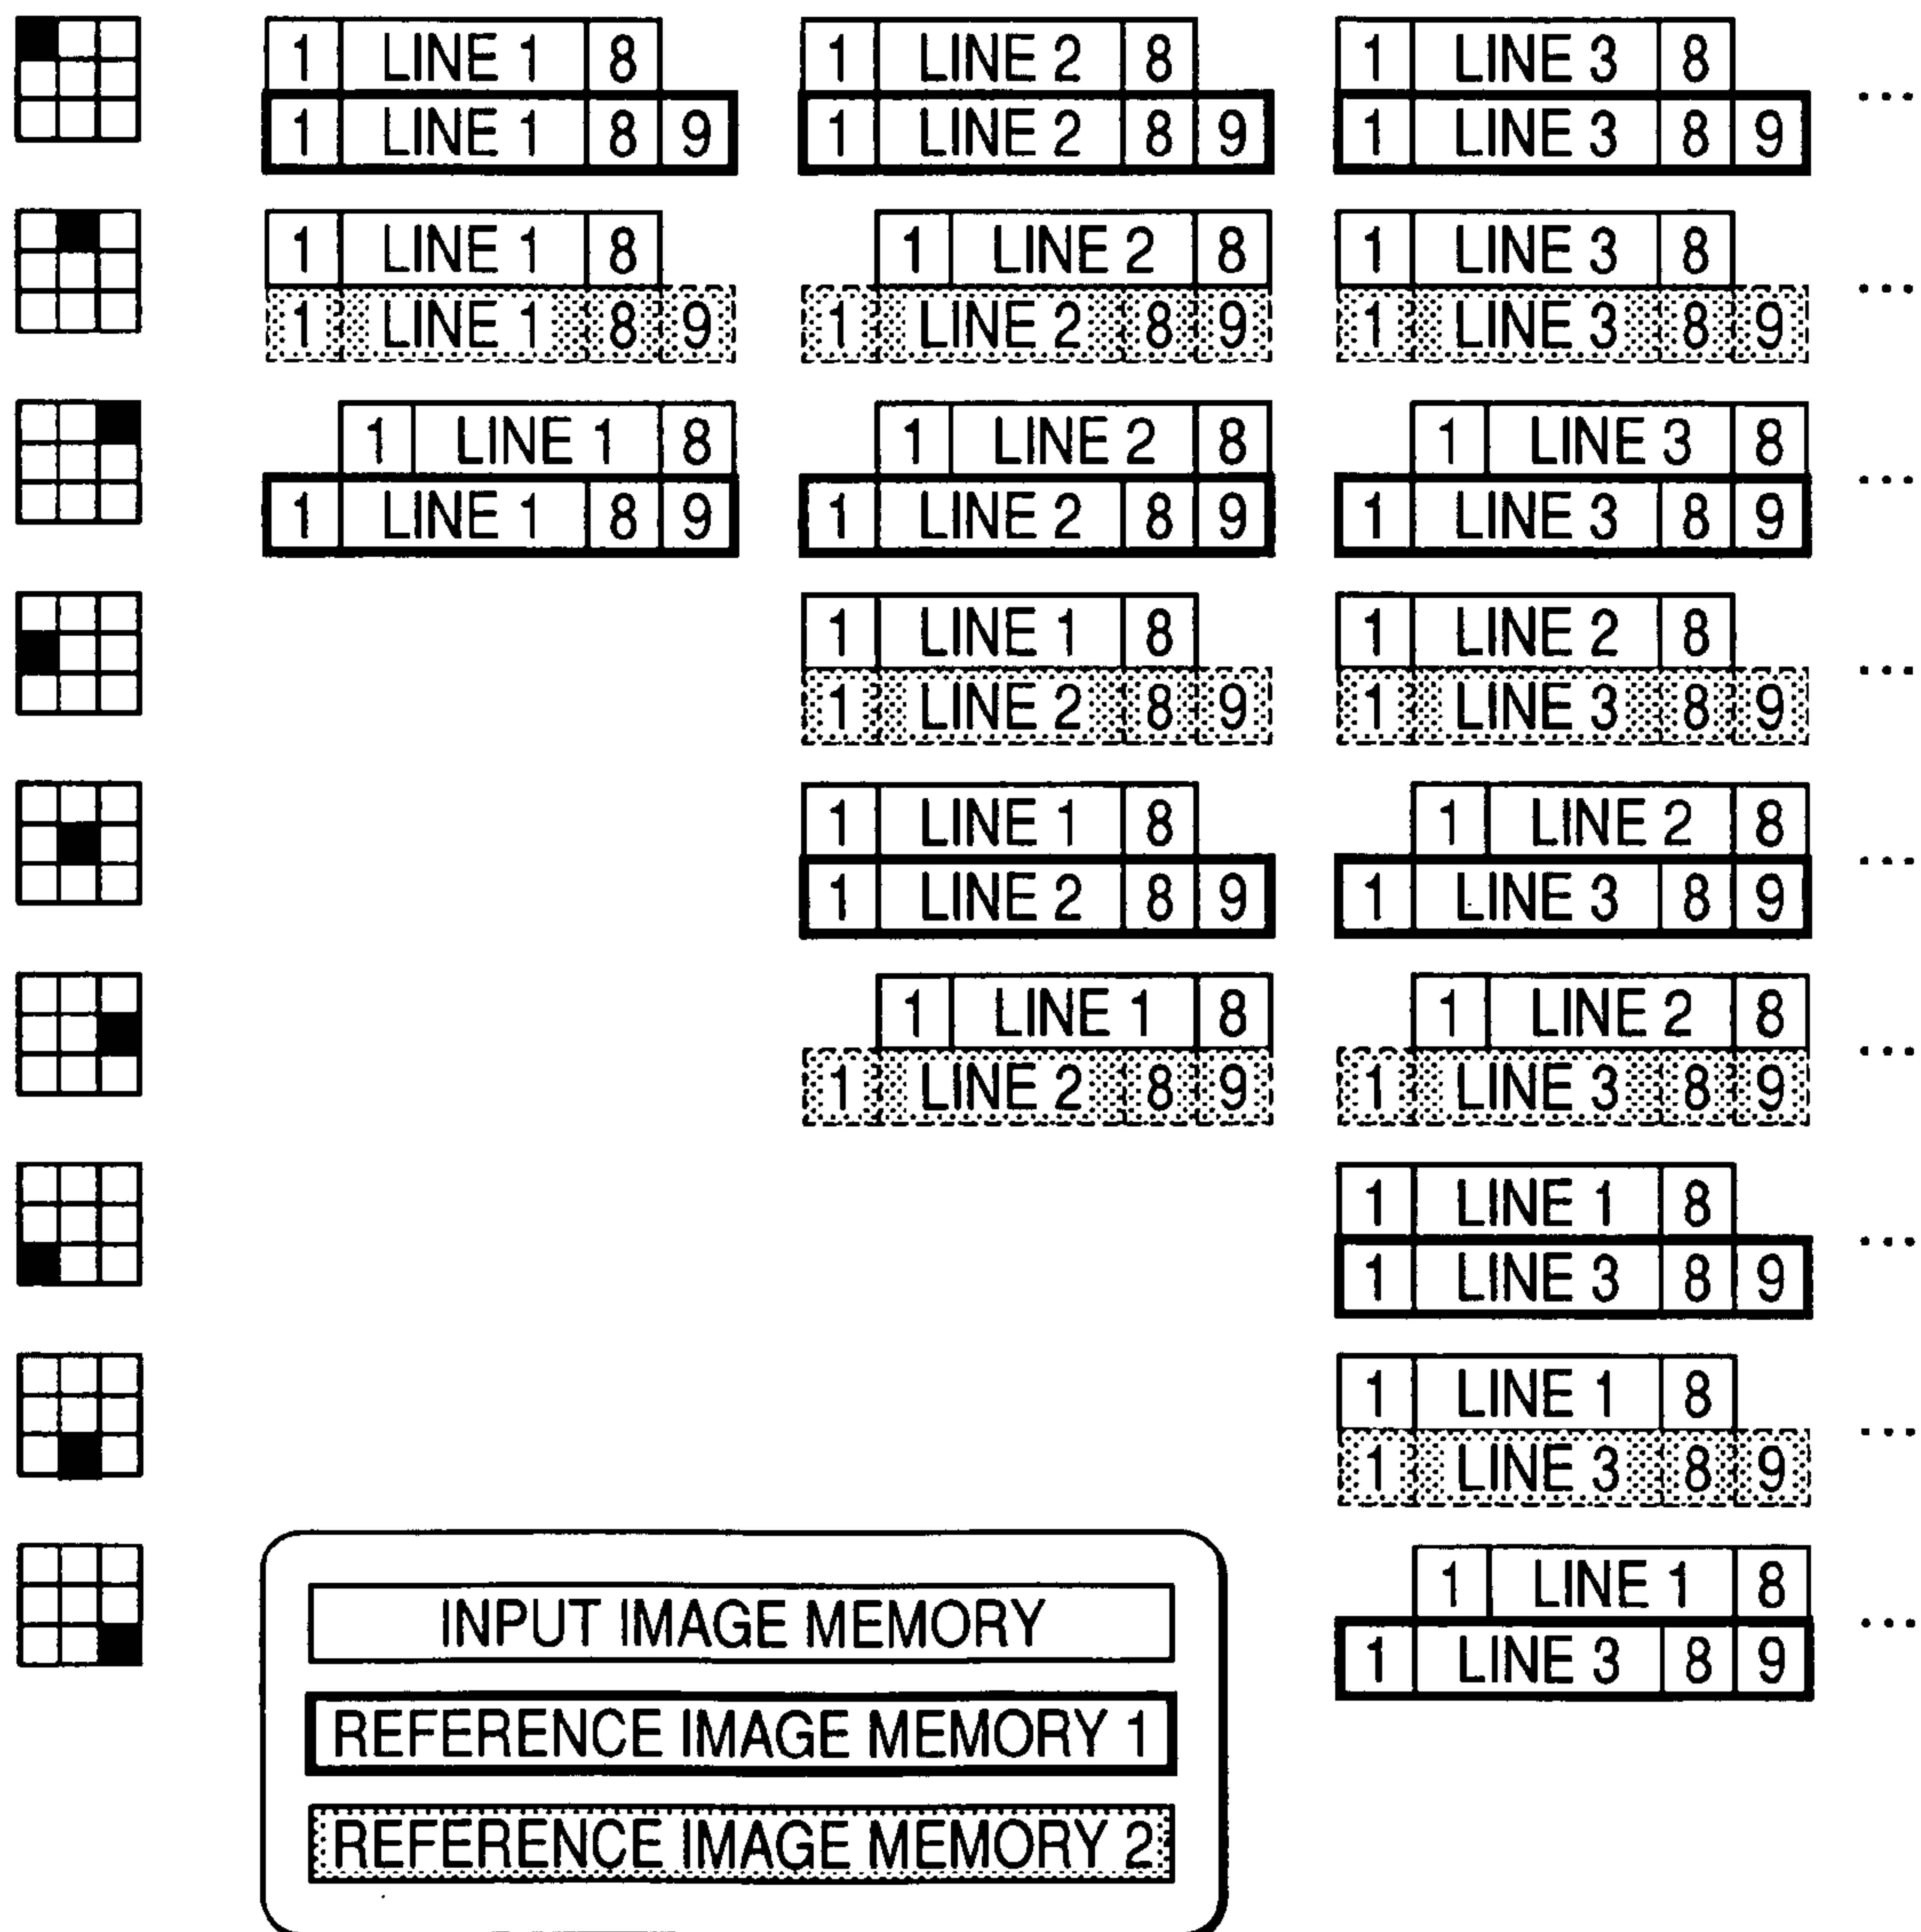 1 LINE 1 8 1 LINE 2 8 1 LINE 3 8
1 LINE 1 8 9 1 LINE 2 8 9 1 LINE 3 8 9 ...
1 LINE 1 8 1 LINE 2 8 1 LINE 3 8
1 LINE 1 8 9 1 LINE 2 8 9 1 LINE 3 8 9 ...
1 LINE 1 8 1 LINE 2 8 1 LINE 3 8
1 LINE 1 8 9 1 LINE 2 8 9 1 LINE 3 8 9 ...
1 LINE 1 8 1 LINE 2 8
1 LINE 2 8 9 1 LINE 3 8 9 ...
1 LINE 1 8 1 LINE 2 8
1 LINE 2 8 9 1 LINE 3 8 9 ...
1 LINE 1 8 1 LINE 2 8
1 LINE 2 8 9 1 LINE 3 8 9 ...
1 LINE 1 8
1 LINE 3 8 9 ...
1 LINE 1 8
1 LINE 3 8 9 ...
1 LINE 1 8
1 LINE 3 8 9 ...
INPUT IMAGE MEMORY
REFERENCE IMAGE MEMORY 1
REFERENCE IMAGE MEMORY 2